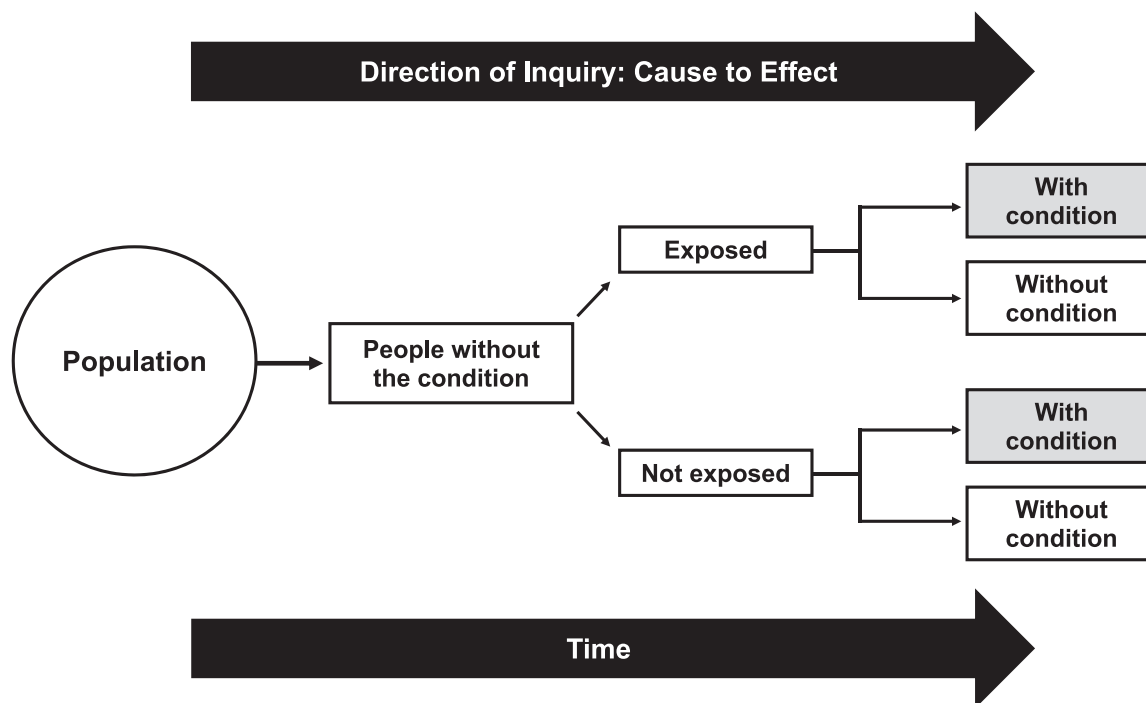 Direction of Inquiry: Cause to Effect
With
condition
Exposed
Without
condition
Population
People without
the condition
With
condition
Not exposed
Without
condition
Time